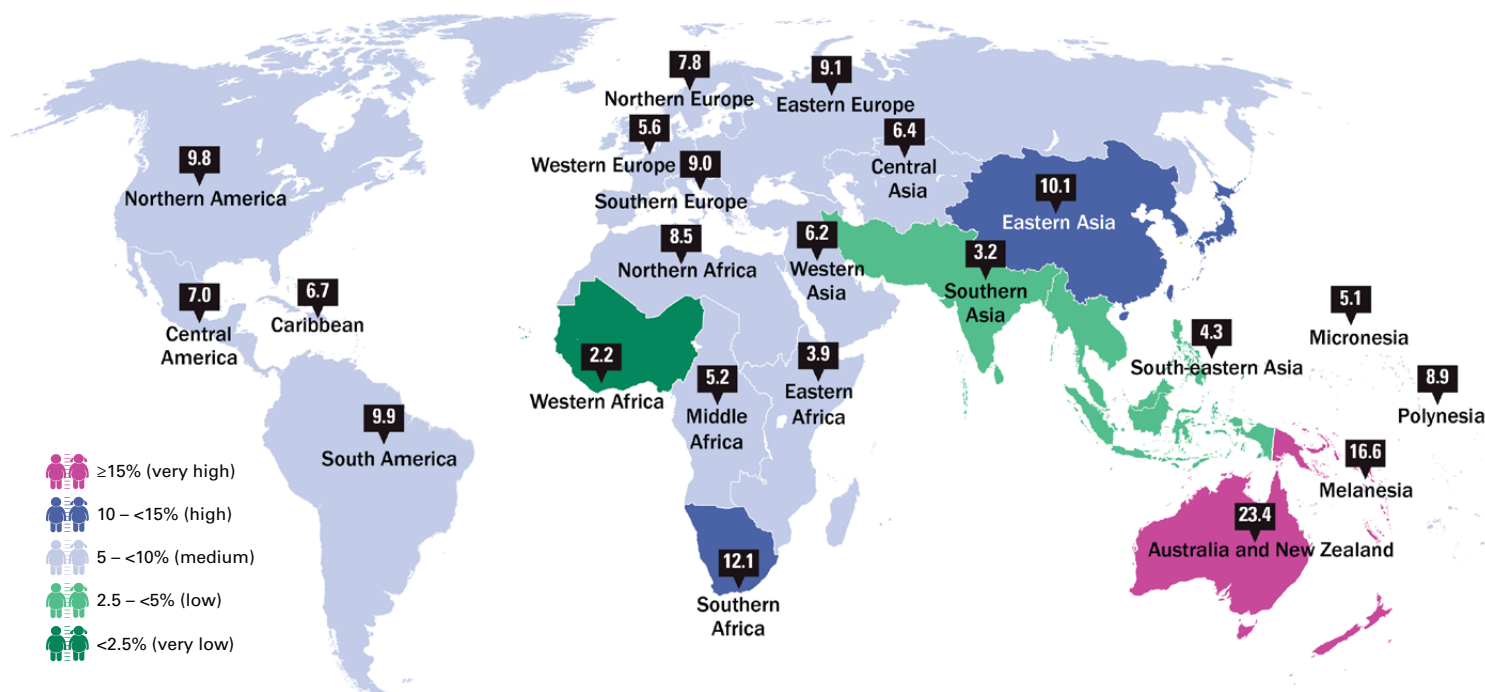 7.8
Northern Europe
9.1
Eastern Europe
5.6
Western Europe
6.4
Central
Asia
9.8
Northern America
9.0
Southern Europe
10.1
Eastern Asia
8.5
Northern Africa
6.2
Western
Asia
3.2
Southern
Asia
7.0
Central
America
6.7
Caribbean
5.1
Micronesia
4.3
South-eastern Asia
2.2
Western Africa
5.2
Middle
Africa
3.9
Eastern
Africa
8.9
Polynesia
9.9
South America
16.6
Melanesia
23.4
Australia and New Zealand
12.1
Southern
Africa
≥15% (very high)
10 – <15% (high)
5 – <10% (medium)
2.5 – <5% (low)
<2.5% (very low)